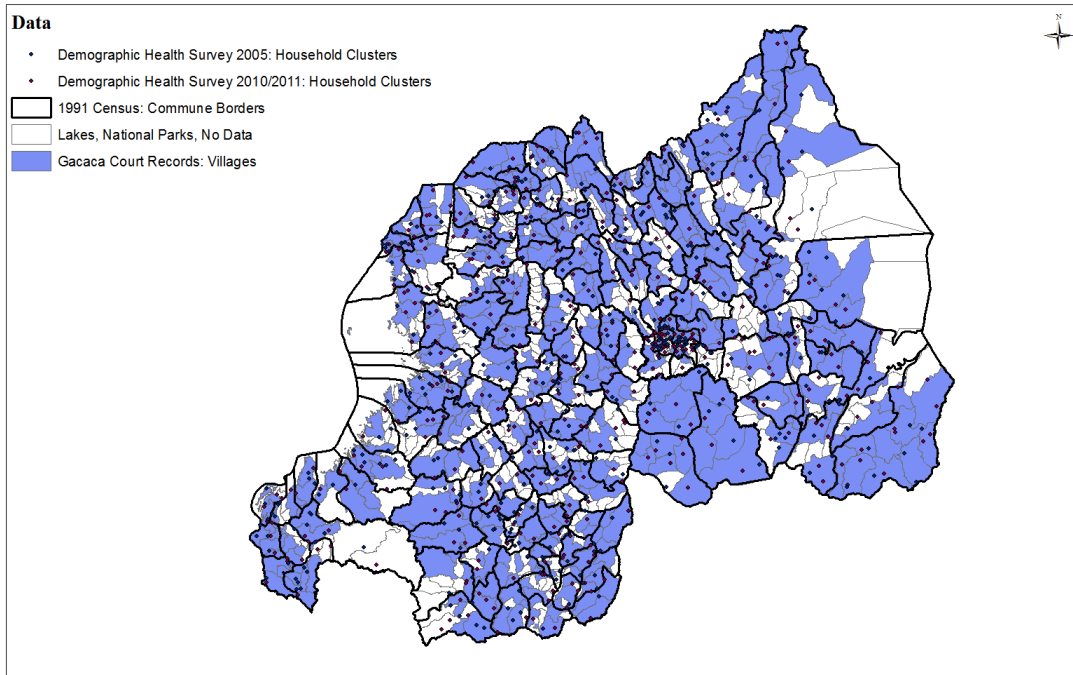 Data
N
Demographic Health Survey 2005: Household Clusters
Demographic Health Survey 2010/2011: Household Clusters
1991 Census: Commune Borders
Lakes, National Parks, No Data
Gacaca Court Records: Villages